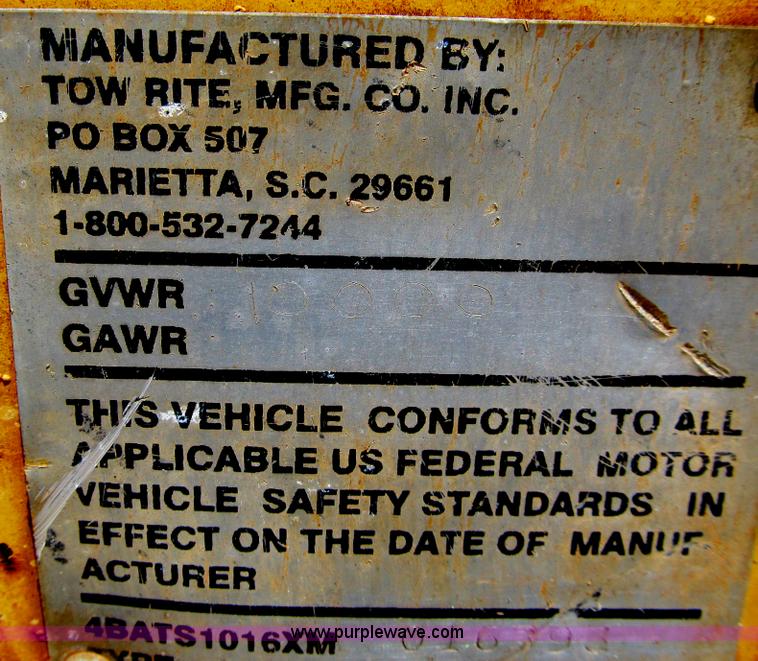 MANUFACTURED BY:
TOW RITE, MFG. CO. INC.
PO BOX 507
MARIETTA, S.C. 29661
1-800-532-7244
GVWR 10000
GAWR
THIS VEHICLE CONFORMS TO ALL
APPLICABLE US FEDERAL MOTOR
VEHICLE SAFETY STANDARDS IN
EFFECT ON THE DATE OF MANUF-
ACTURER
4BATS1016XM
www.purplewave.com
TYPE